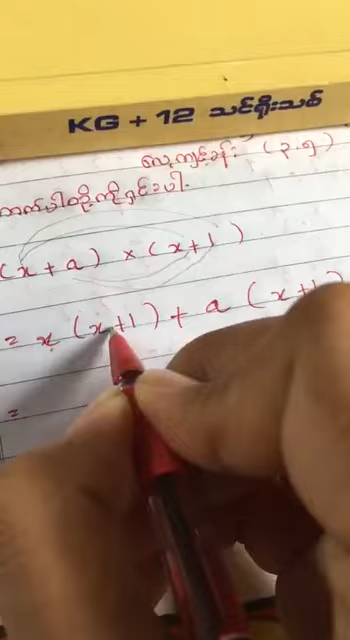 KG + 12 သင်ရိုးသစ်
လေ့ကျင့်ခန်း (၃.၅)
(x + a) × (x + 1)
= x (x + 1) + a (x + 1)
=